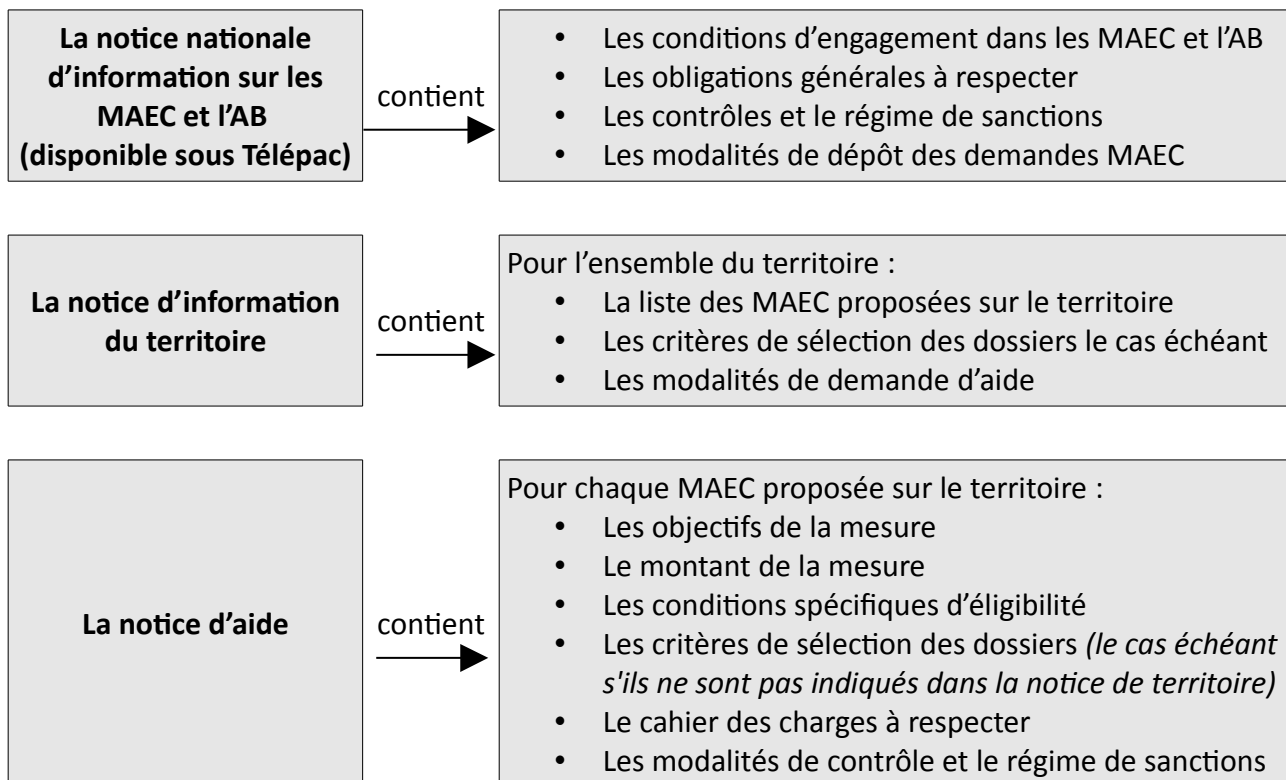 La notice nationale
d’information sur les
MAEC et l’AB
(disponible sous Télépac)
contient
• Les conditions d’engagement dans les MAEC et l’AB
• Les obligations générales à respecter
• Les contrôles et le régime de sanctions
• Les modalités de dépôt des demandes MAEC
La notice d’information
du territoire
contient
Pour l’ensemble du territoire :
• La liste des MAEC proposées sur le territoire
• Les critères de sélection des dossiers le cas échéant
• Les modalités de demande d’aide
La notice d’aide
contient
Pour chaque MAEC proposée sur le territoire :
• Les objectifs de la mesure
• Le montant de la mesure
• Les conditions spécifiques d’éligibilité
• Les critères de sélection des dossiers (le cas échéant
s'ils ne sont pas indiqués dans la notice de territoire)
• Le cahier des charges à respecter
• Les modalités de contrôle et le régime de sanctions